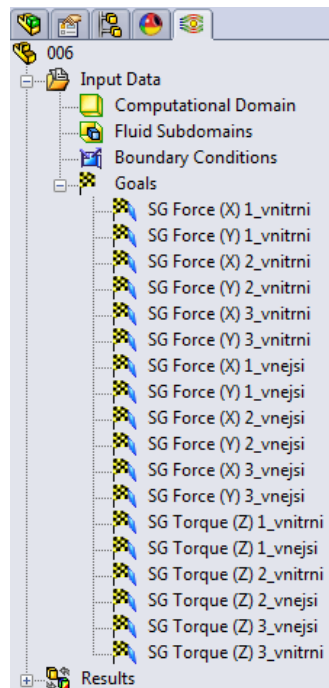 006
Input Data
Computational Domain
Fluid Subdomains
Boundary Conditions
Goals
SG Force (X) 1_vnitrni
SG Force (Y) 1_vnitrni
SG Force (X) 2_vnitrni
SG Force (Y) 2_vnitrni
SG Force (X) 3_vnitrni
SG Force (Y) 3_vnitrni
SG Force (X) 1_vnejsi
SG Force (Y) 1_vnejsi
SG Force (X) 2_vnejsi
SG Force (Y) 2_vnejsi
SG Force (X) 3_vnejsi
SG Force (Y) 3_vnejsi
SG Torque (Z) 1_vnitrni
SG Torque (Z) 1_vnejsi
SG Torque (Z) 2_vnitrni
SG Torque (Z) 2_vnejsi
SG Torque (Z) 3_vnejsi
SG Torque (Z) 3_vnitrni
Results